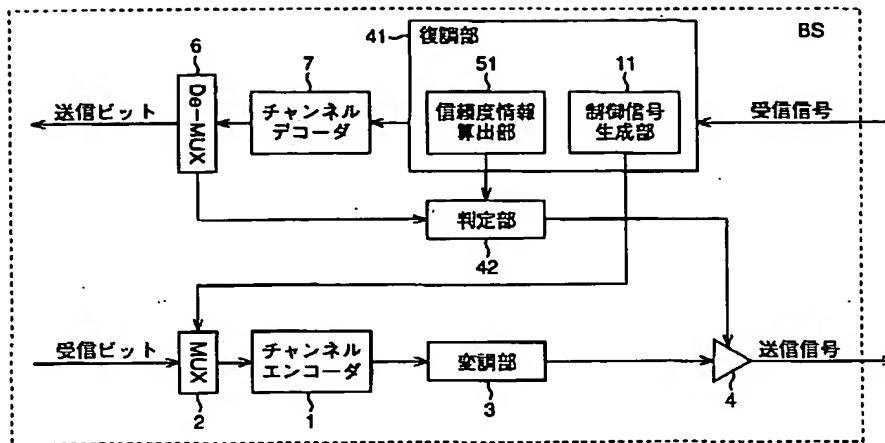 41
復調部
BS
6
7
51
11
送信ビット
De-MUX
チャンネル
デコーダ
信頼度情報
算出部
制御信号
生成部
受信信号
判定部
42
受信ビット
MUX
チャンネル
エンコーダ
変調部
送信信号
2
1
3
4